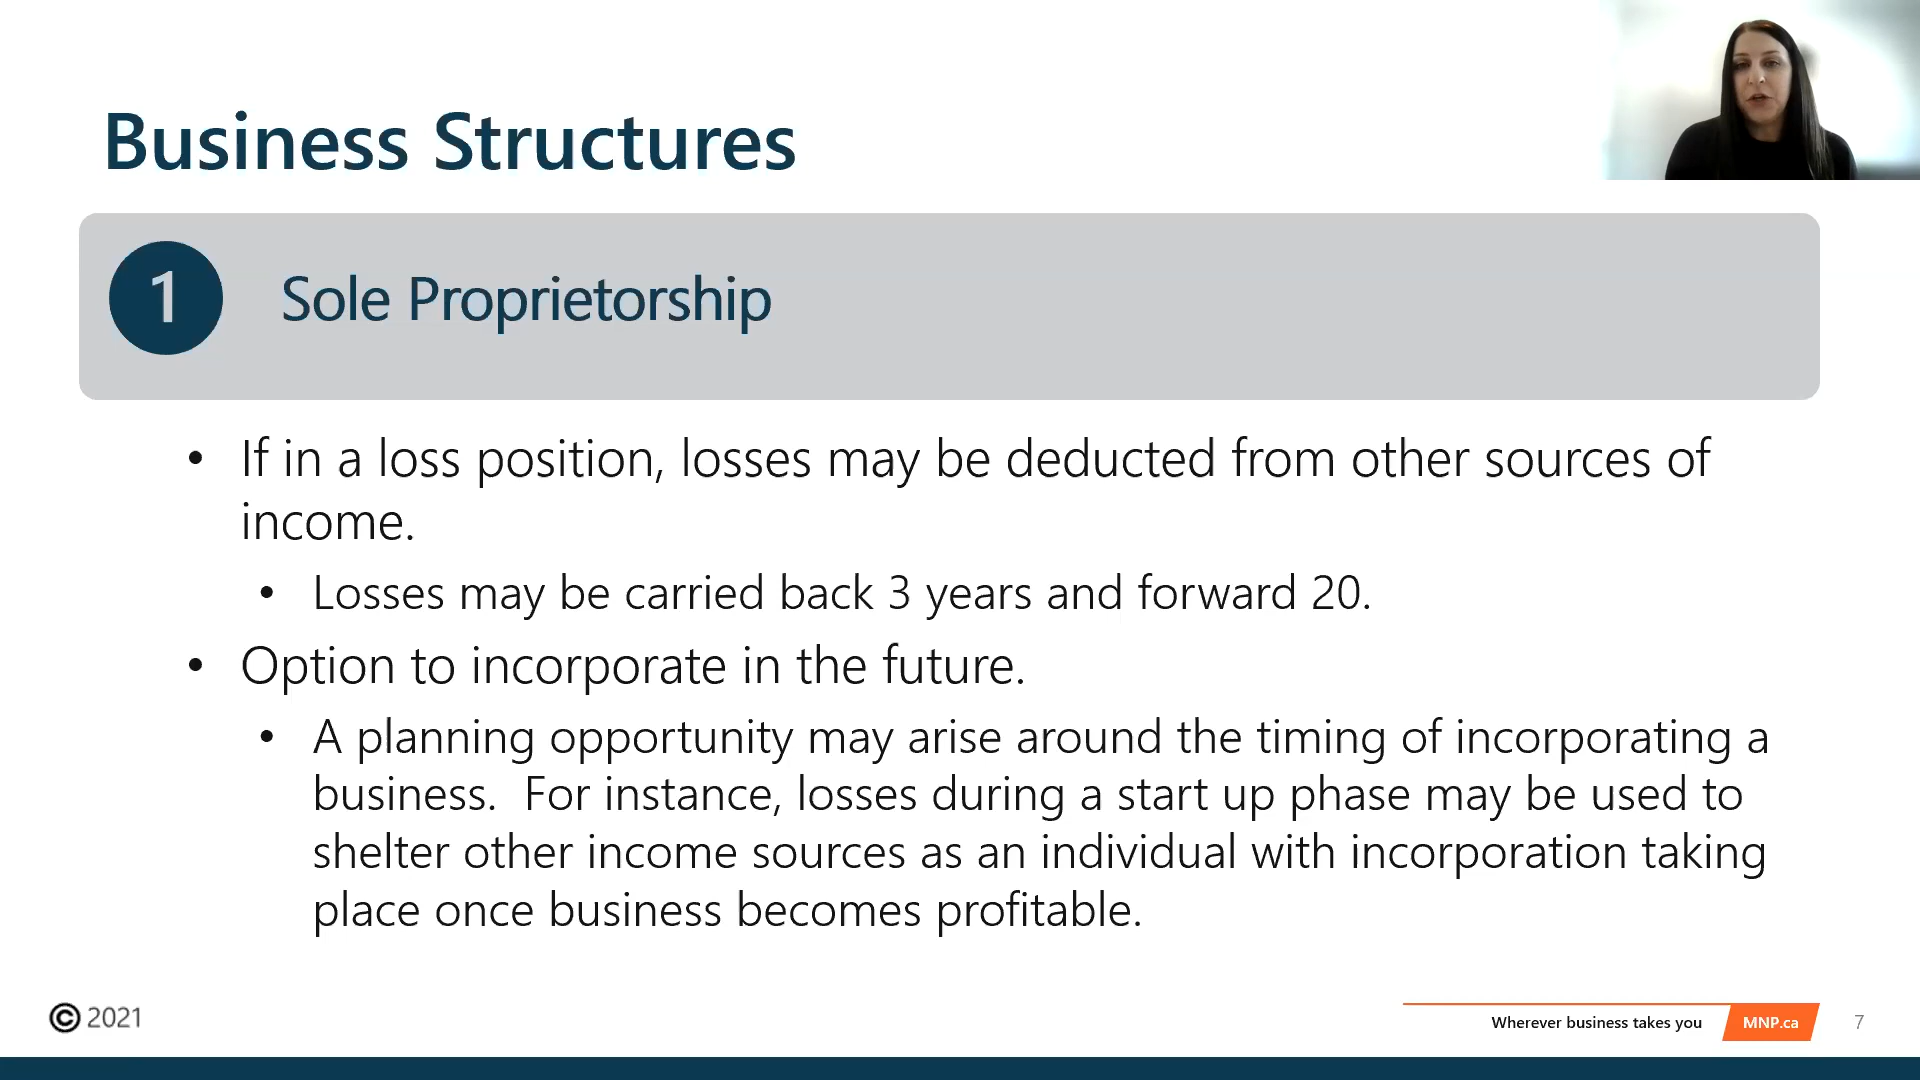 Business Structures
1 Sole Proprietorship
• If in a loss position, losses may be deducted from other sources of
income.
• Losses may be carried back 3 years and forward 20.
• Option to incorporate in the future.
• A planning opportunity may arise around the timing of incorporating a
business.  For instance, losses during a start up phase may be used to
shelter other income sources as an individual with incorporation taking
place once business becomes profitable.
© 2021
Wherever business takes you MNP.ca 7